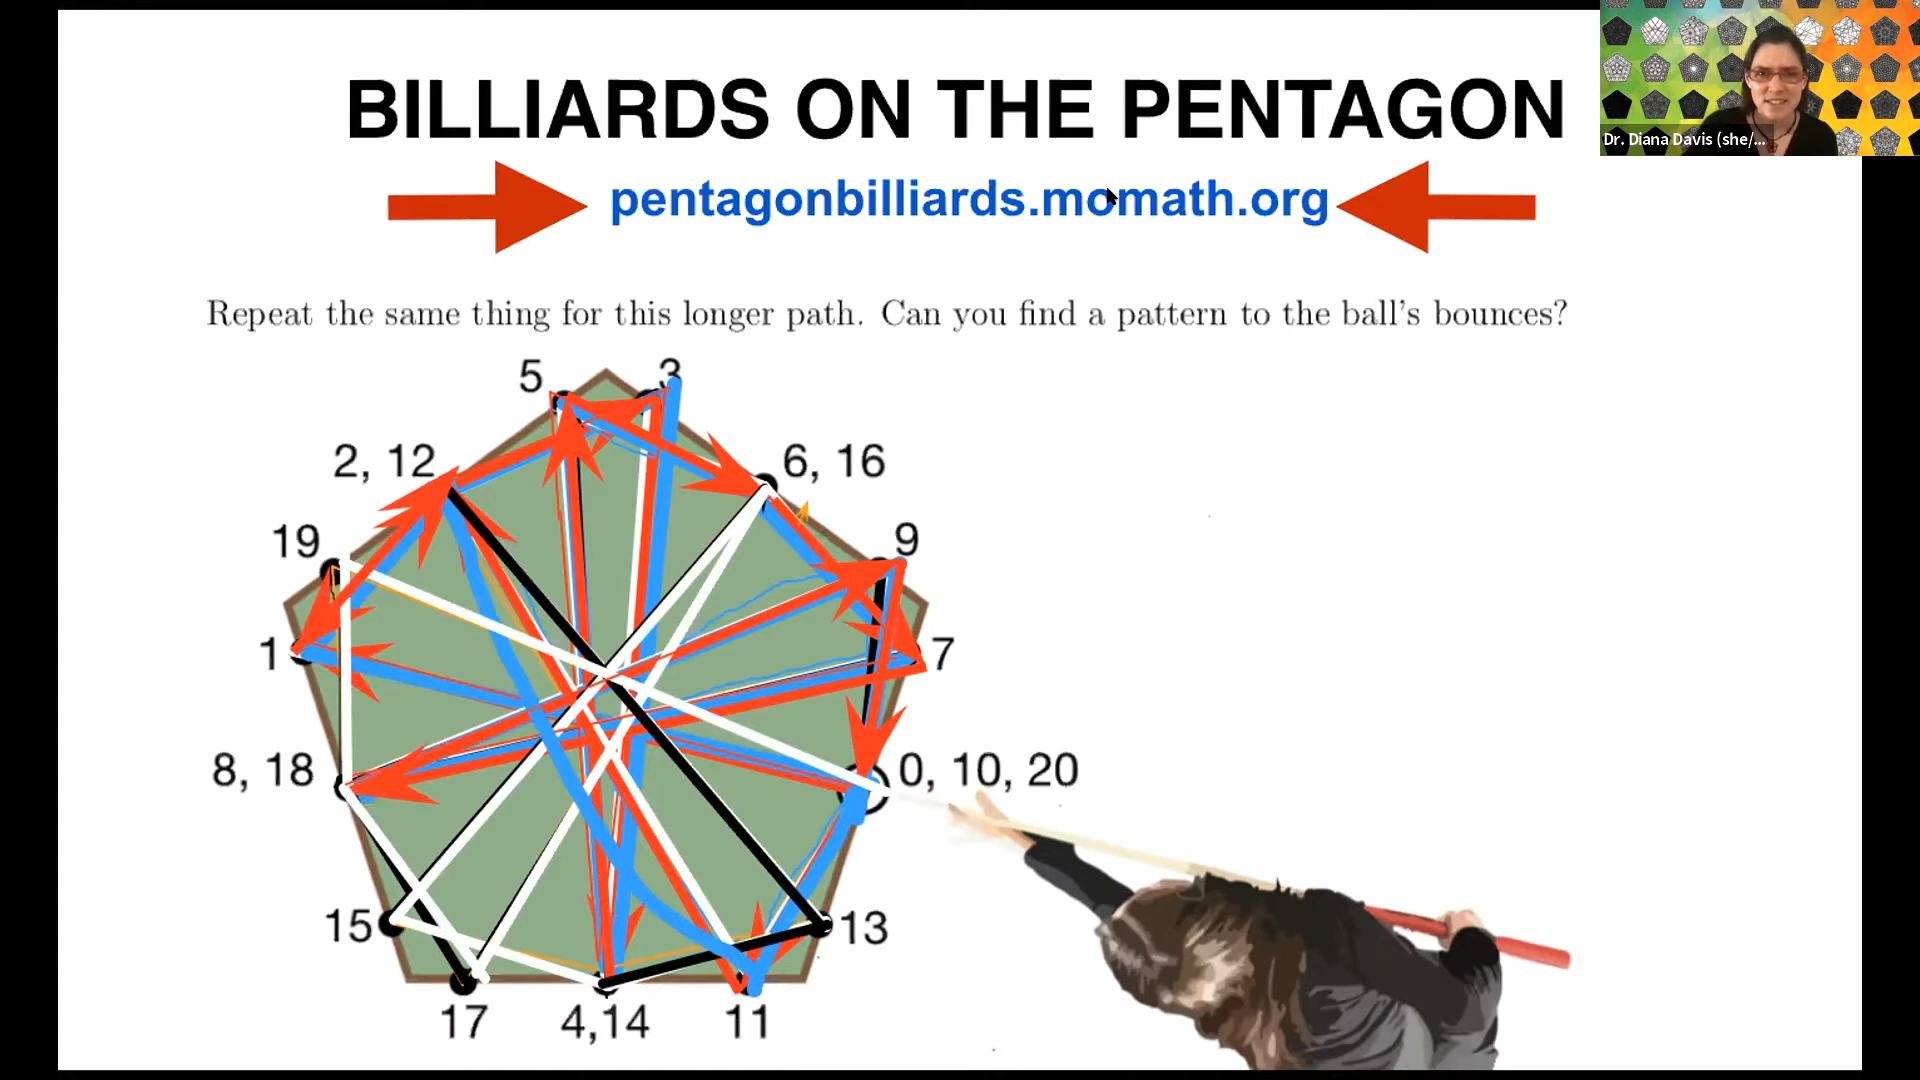 BILLIARDS ON THE PENTAGON
Dr. Diana Davis (she/...
pentagonbilliards.momath.org
Repeat the same thing for this longer path. Can you find a pattern to the ball's bounces?
5
3
2, 12
6, 16
19
9
1
7
8, 18
0, 10, 20
15
13
17
4,14
11